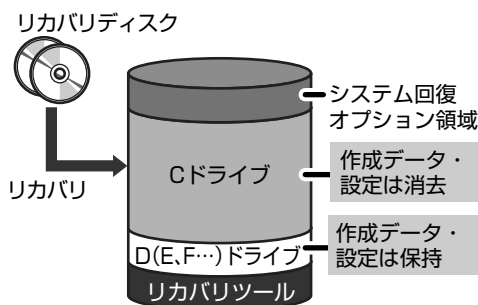 リカバリディスク
システム回復
オプション領域
Cドライブ
作成データ・
設定は消去
リカバリ
D(E、F…)ドライブ
作成データ・
設定は保持
リカバリツール